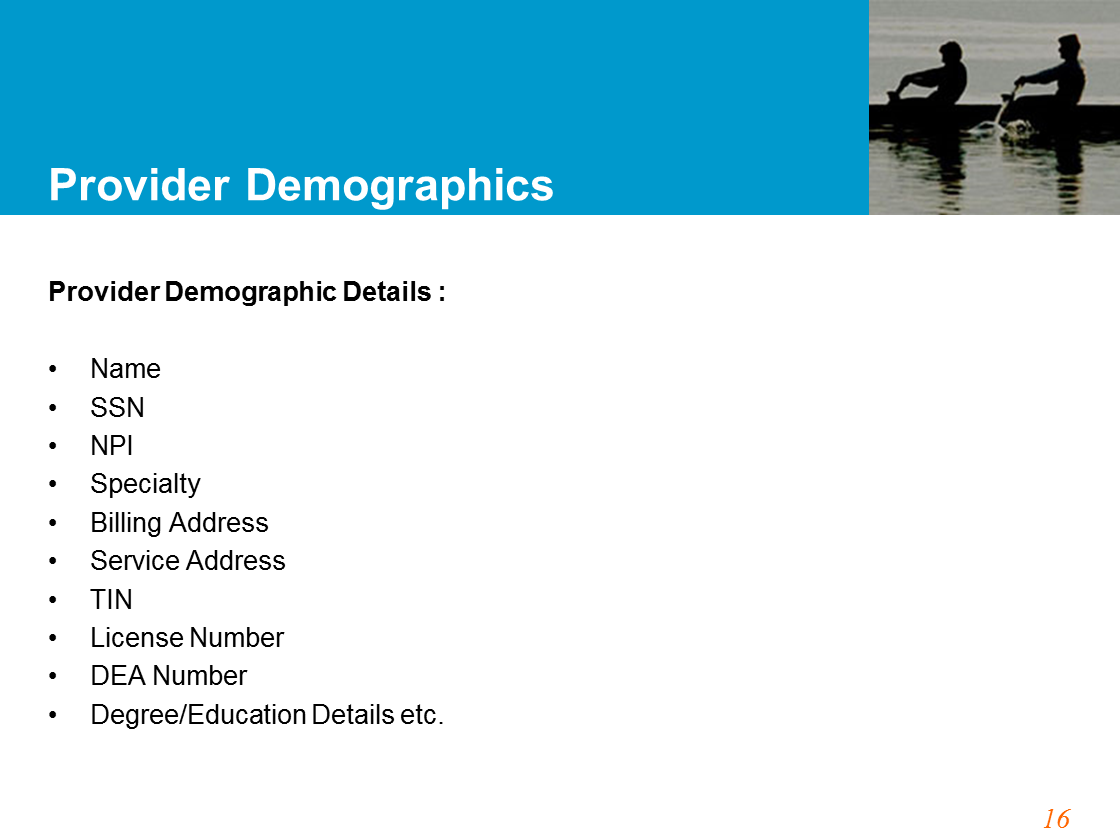 Provider Demographics
Provider Demographic Details :
• Name
• SSN
• NPI
• Specialty
• Billing Address
• Service Address
• TIN
• License Number
• DEA Number
• Degree/Education Details etc.
16